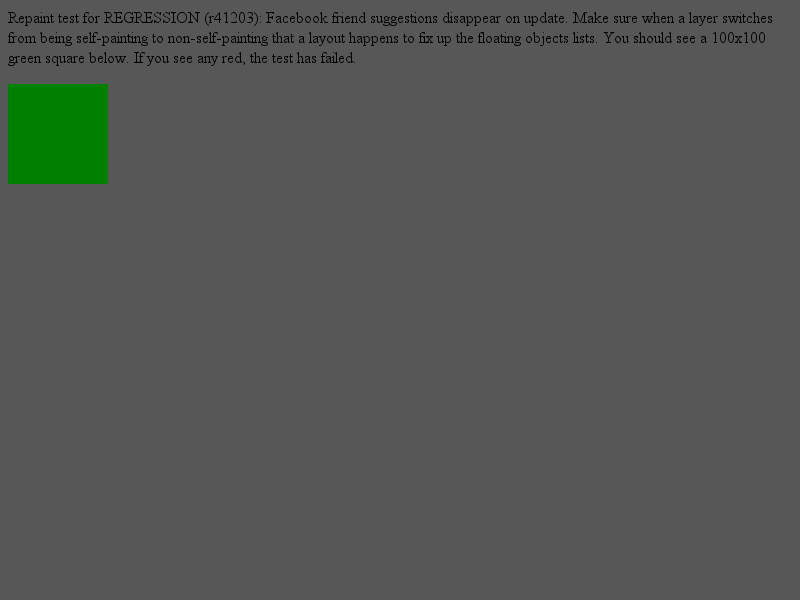 Repaint test for REGRESSION (r41203): Facebook friend suggestions disappear on update. Make sure when a layer switches
from being self-painting to non-self-painting that a layout happens to fix up the floating objects lists. You should see a 100x100
green square below. If you see any red, the test has failed.